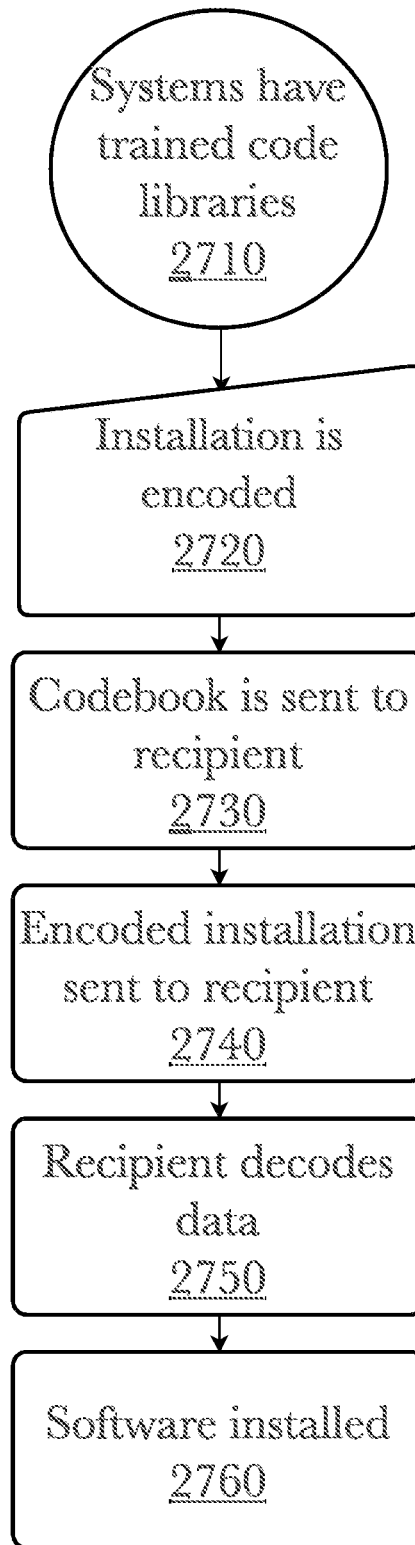 Systems have
trained code
libraries
2710
Installation is
encoded
2720
Codebook is sent to
recipient
2730
Encoded installation
sent to recipient
2740
Recipient decodes
data
2750
Software installed
2760